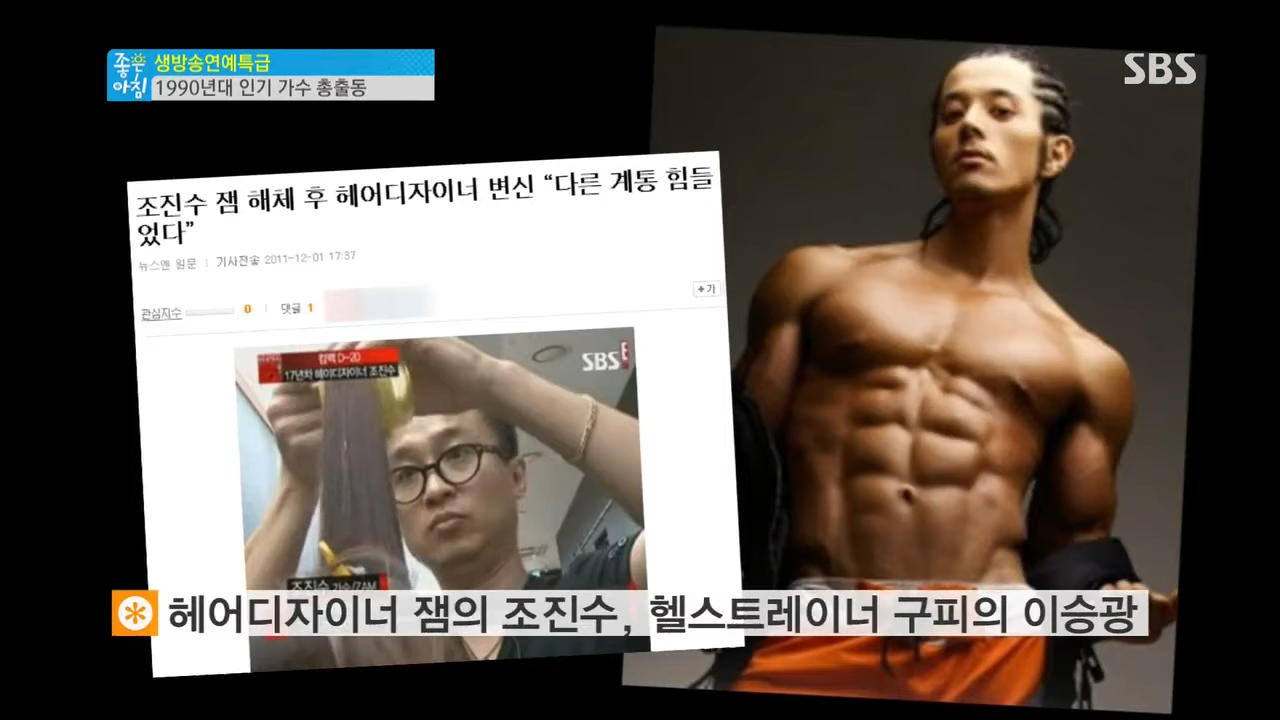 좋은
아침
생방송연예특급
1990년대 인기 가수 총출동
SBS
조진수 잼 해체 후 헤어디자이너 변신 “다른 계통 힘들
었다”
뉴스엔 원문 | 기사전송 2011-12-01 17:37
관심지수 0 | 댓글 1
+가
컴백 D-20
17년차 헤어디자이너 조진수
SBS E
조진수 가수/ZAM
헤어디자이너 잼의 조진수, 헬스트레이너 구피의 이승광